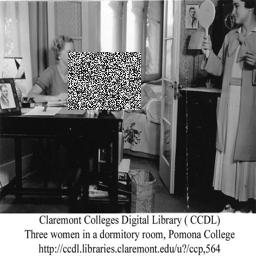 Claremont Colleges Digital Library ( CCDL)
Three women in a dormitory room, Pomona College
http://ccdl.libraries.claremont.edu/u?/ccp,564